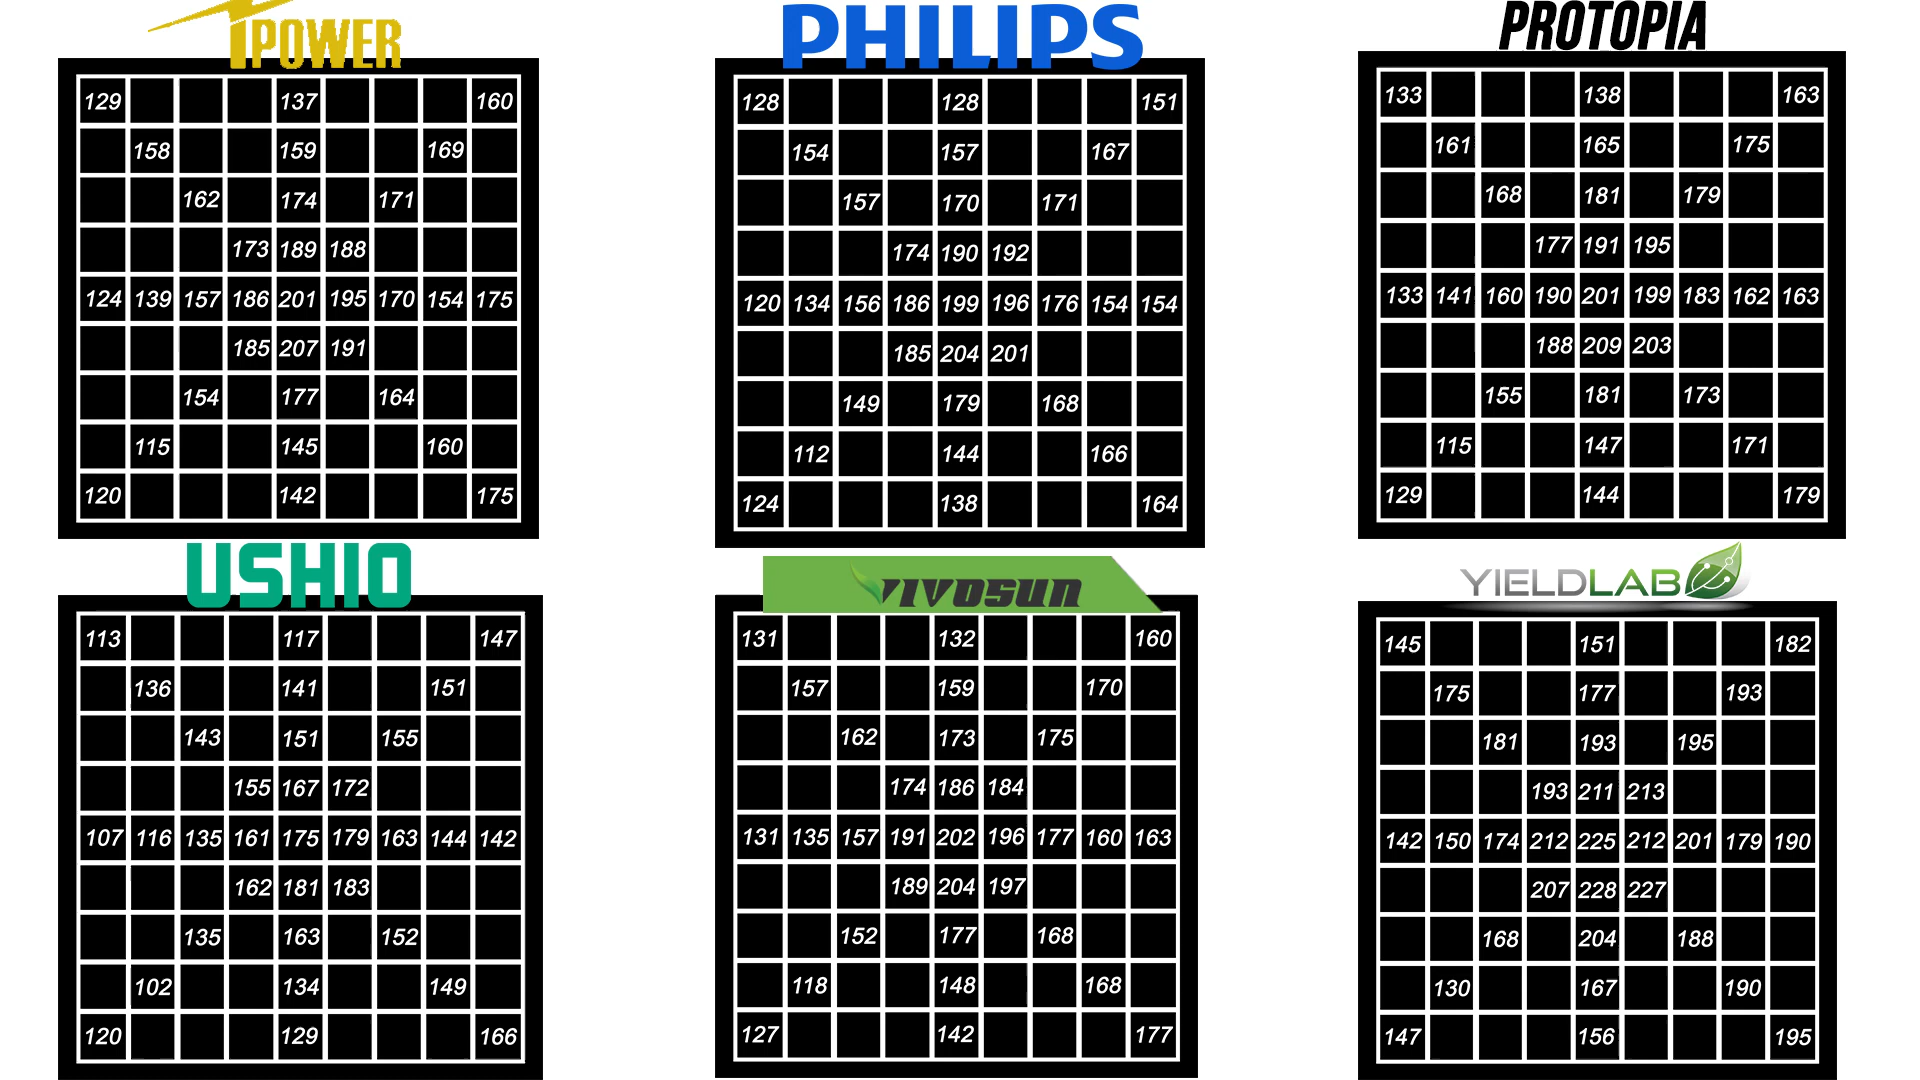 iPOWER
129 137 160
158 159 169
162 174 171
173 189 188
124 139 157 186 201 195 170 154 175
185 207 191
154 177 164
115 145 160
120 142 175
PHILIPS
128 128 151
154 157 167
157 170 171
174 190 192
120 134 156 186 199 196 176 154 154
185 204 201
149 179 168
112 144 166
124 138 164
PROTOPIA
133 138 163
161 165 175
168 181 179
177 191 195
133 141 160 190 201 199 183 162 163
188 209 203
155 181 173
115 147 171
129 144 179
USHIO
113 117 147
136 141 151
143 151 155
155 167 172
107 116 135 161 175 179 163 144 142
162 181 183
135 163 152
102 134 149
120 129 166
VIVOSUN
131 132 160
157 159 170
162 173 175
174 186 184
131 135 157 191 202 196 177 160 163
189 204 197
152 177 168
118 148 168
127 142 177
YIELDLAB
145 151 182
175 177 193
181 193 195
193 211 213
142 150 174 212 225 212 201 179 190
207 228 227
168 204 188
130 167 190
147 156 195